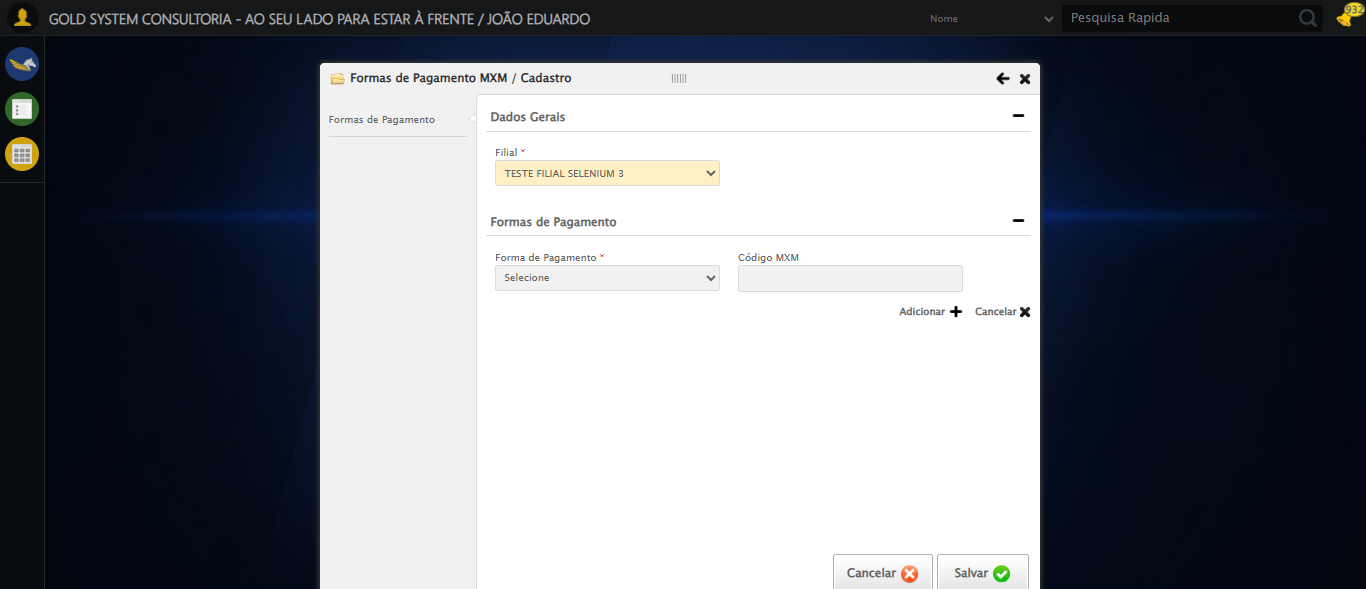 GOLD SYSTEM CONSULTORIA - AO SEU LADO PARA ESTAR À FRENTE / JOÃO EDUARDO
Nome
Pesquisa Rapida
932
Formas de Pagamento MXM / Cadastro
Formas de Pagamento
Dados Gerais
Filial *
TESTE FILIAL SELENIUM 3
Formas de Pagamento
Forma de Pagamento * Código MXM
Selecione
Adicionar Cancelar
Cancelar Salvar